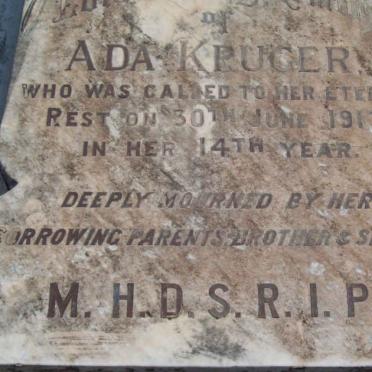 of
ADA KRUGER,
WHO WAS CALLED TO HER ETER
REST ON 30TH JUNE 191
IN HER 14TH YEAR.
DEEPLY MOURNED BY HER
SORROWING PARENTS, BROTHER & S
M. H. D. S. R. I. P